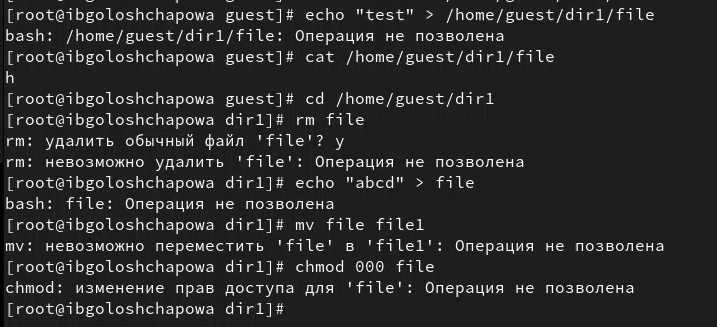 [root@ibgoloshchapowa guest]# echo "test" > /home/guest/dir1/file
bash: /home/guest/dir1/file: Операция не позволена
[root@ibgoloshchapowa guest]# cat /home/guest/dir1/file
h
[root@ibgoloshchapowa guest]# cd /home/guest/dir1
[root@ibgoloshchapowa dir1]# rm file
rm: удалить обычный файл 'file'? y
rm: невозможно удалить 'file': Операция не позволена
[root@ibgoloshchapowa dir1]# echo "abcd" > file
bash: file: Операция не позволена
[root@ibgoloshchapowa dir1]# mv file file1
mv: невозможно переместить 'file' в 'file1': Операция не позволена
[root@ibgoloshchapowa dir1]# chmod 000 file
chmod: изменение прав доступа для 'file': Операция не позволена
[root@ibgoloshchapowa dir1]#